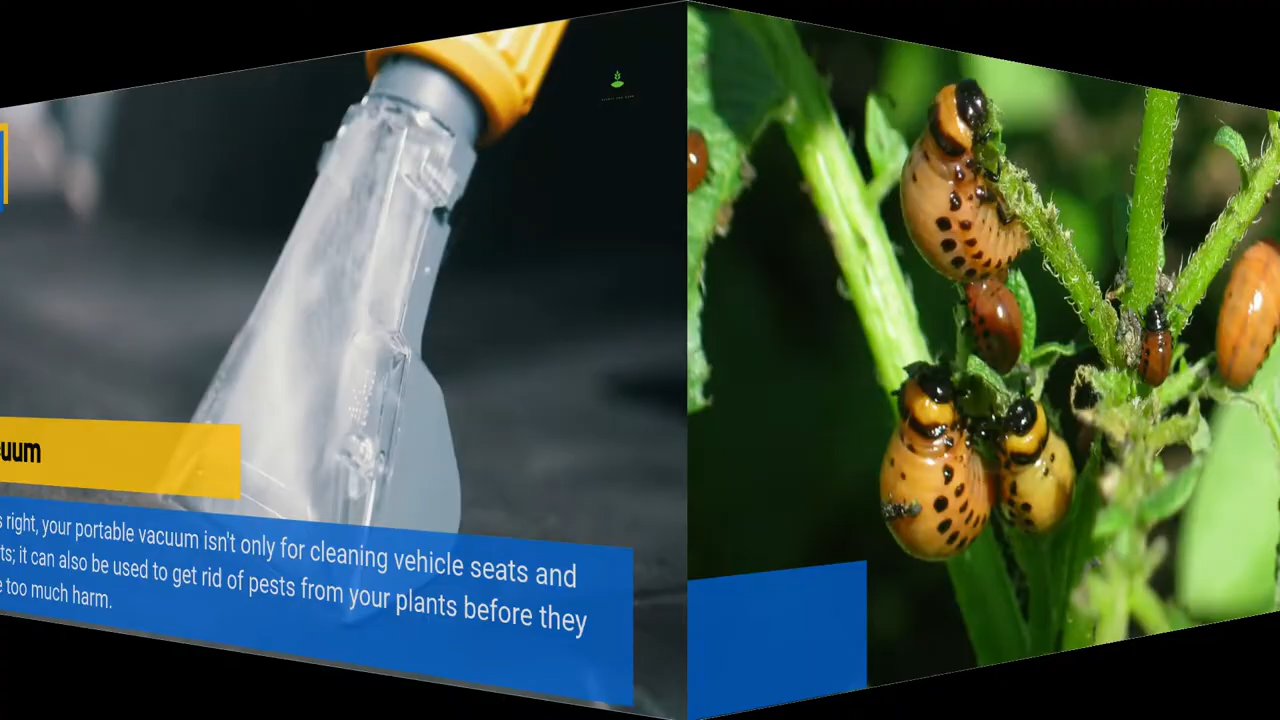 uum
s right, your portable vacuum isn't only for cleaning vehicle seats and
ts; it can also be used to get rid of pests from your plants before they
e too much harm.